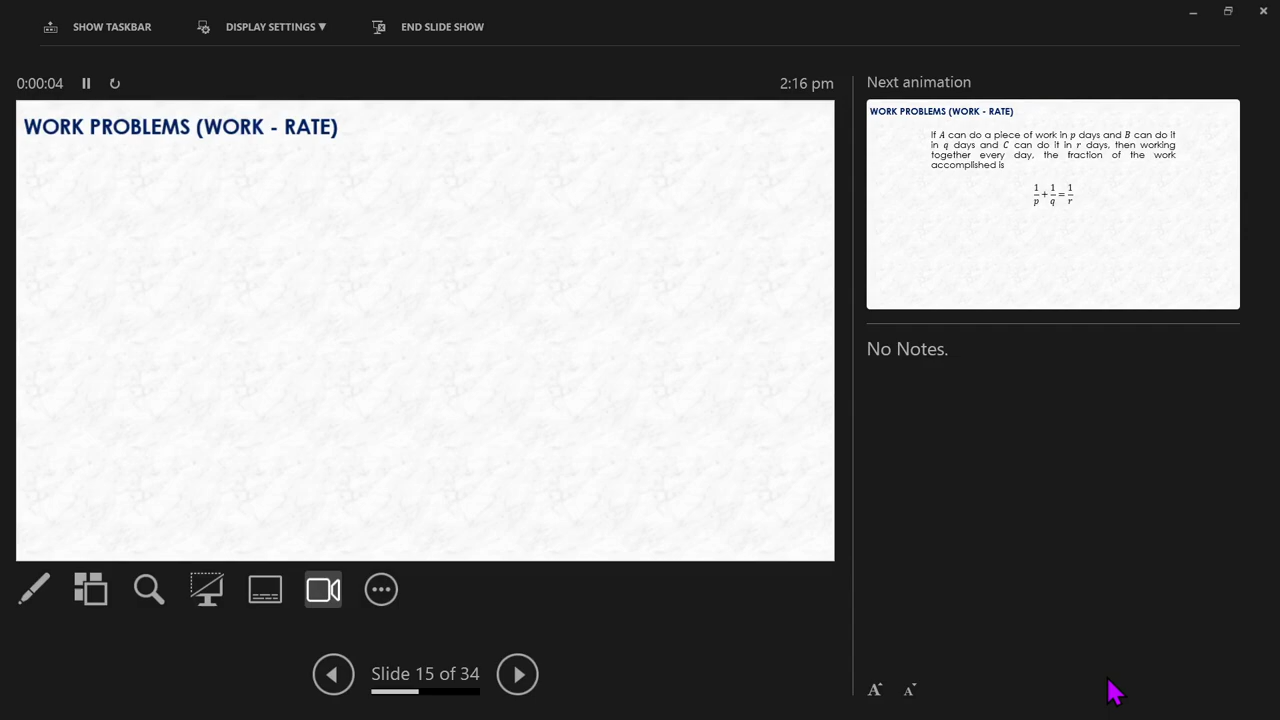 SHOW TASKBAR
DISPLAY SETTINGS ▼
END SLIDE SHOW
0:00:04
2:16 pm
WORK PROBLEMS (WORK - RATE)
Slide 15 of 34
Next animation
WORK PROBLEMS (WORK - RATE)
If A can do a piece of work in p days and B can do it
in q days and C can do it in r days, then working
together every day, the fraction of the work
accomplished is
1/p + 1/q = 1/r
No Notes.
A A